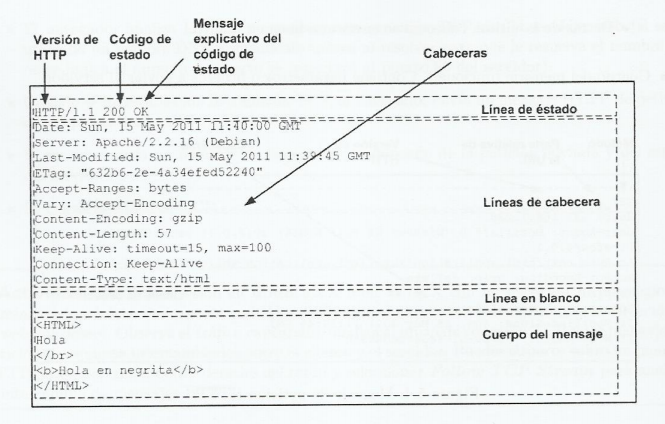 Versión de HTTP
Código de estado
Mensaje explicativo del código de estado
Cabeceras
HTTP/1.1 200 OK
Línea de éstado
Date: Sun, 15 May 2011 11:40:00 GMT
Server: Apache/2.2.16 (Debian)
Last-Modified: Sun, 15 May 2011 11:39:45 GMT
ETag: "632b6-2e-4a34efed52240"
Accept-Ranges: bytes
Vary: Accept-Encoding
Líneas de cabecera
Content-Encoding: gzip
Content-Length: 57
Keep-Alive: timeout=15, max=100
Connection: Keep-Alive
Content-Type: text/html
Línea en blanco
<HTML>
Hola
Cuerpo del mensaje
</br>
<b>Hola en negrita</b>
</HTML>